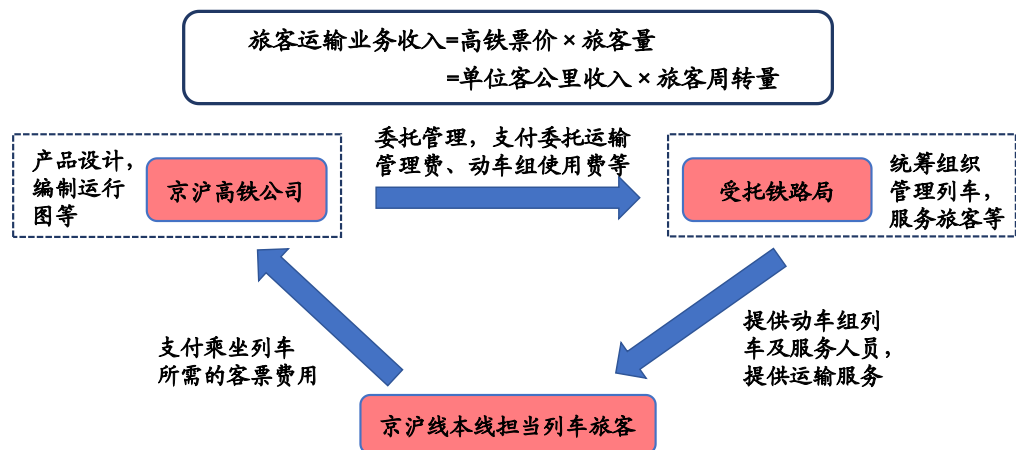 旅客运输业务收入=高铁票价×旅客量
=单位客公里收入×旅客周转量
委托管理，支付委托运输
管理费、动车组使用费等
产品设计，
编制运行
图等
京沪高铁公司
受托铁路局
统筹组织
管理列车，
服务旅客等
支付乘坐列车
所需的客票费用
提供动车组列
车及服务人员，
提供运输服务
京沪线本线担当列车旅客